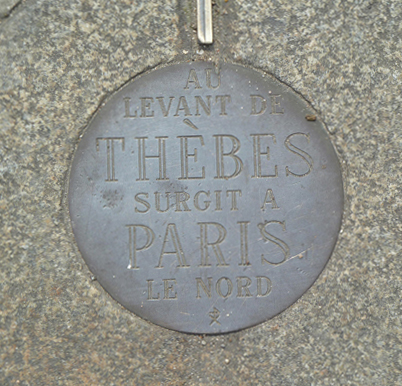 AU
LEVANT DE
THÈBES
SURGIT A
PARIS
LE NORD